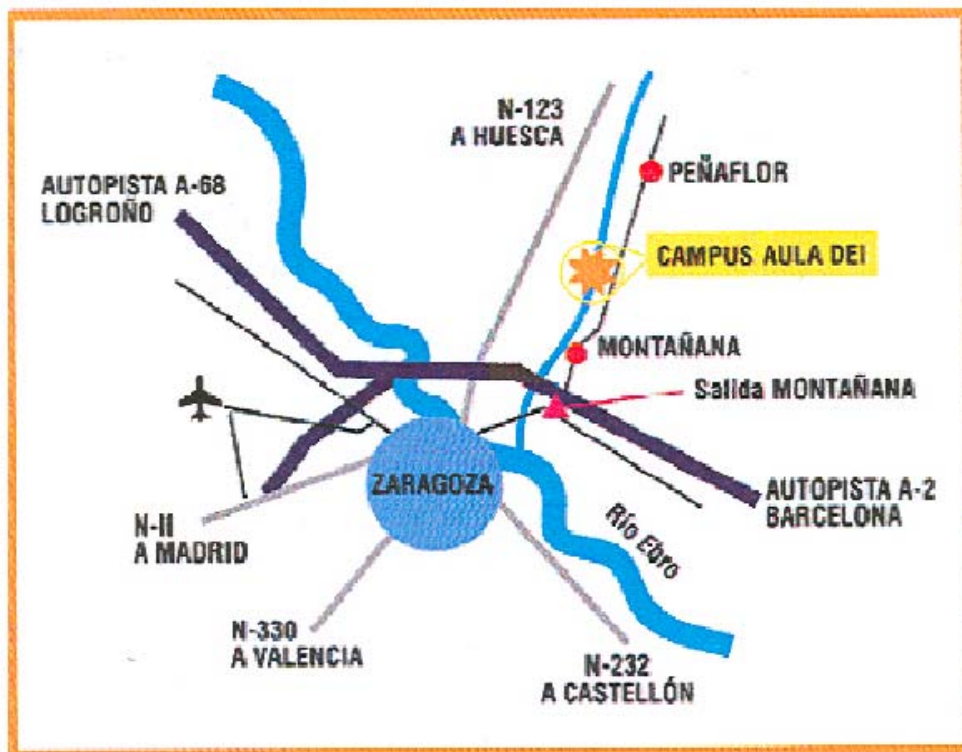 N-123
A HUESCA
PEÑAFLOR
AUTOPISTA A-68
LOGROÑO
CAMPUS AULA DEI
MONTAÑANA
Salida MONTAÑANA
ZARAGOZA
AUTOPISTA A-2
BARCELONA
N-II
A MADRID
Río Ebro
N-330
A VALENCIA
N-232
A CASTELLÓN